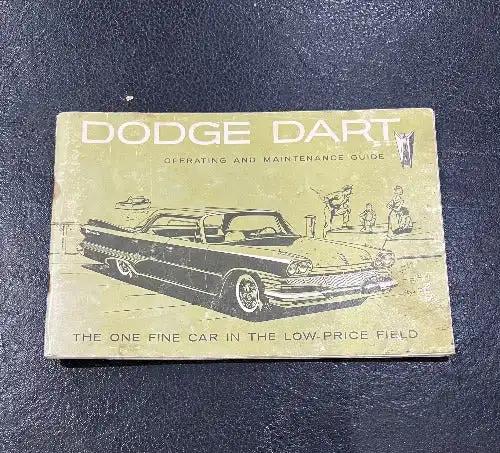 DODGE DART
OPERATING AND MAINTENANCE GUIDE
THE ONE FINE CAR IN THE LOW-PRICE FIELD